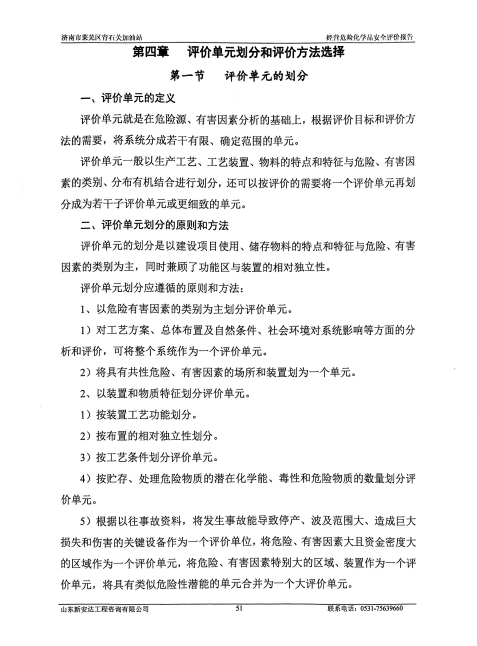 济南市莱芜区青石关加油站 经营危险化学品安全评价报告
第四章 评价单元划分和评价方法选择
第一节 评价单元的划分
一、评价单元的定义
评价单元就是在危险源、有害因素分析的基础上，根据评价目标和评价方
法的需要，将系统分成若干有限、确定范围的单元。
评价单元一般以生产工艺、工艺装置、物料的特点和特征与危险、有害因
素的类别、分布有机结合进行划分，还可以按评价的需要将一个评价单元再划
分成为若干子评价单元或更细致的单元。
二、评价单元划分的原则和方法
评价单元的划分是以建设项目使用、储存物料的特点和特征与危险、有害
因素的类别为主，同时兼顾了功能区与装置的相对独立性。
评价单元划分应遵循的原则和方法：
1、以危险有害因素的类别为主划分评价单元。
1）对工艺方案、总体布置及自然条件、社会环境对系统影响等方面的分
析和评价，可将整个系统作为一个评价单元。
2）将具有共性危险、有害因素的场所和装置划为一个单元。
2、以装置和物质特征划分评价单元。
1）按装置工艺功能划分。
2）按布置的相对独立性划分。
3）按工艺条件划分评价单元。
4）按贮存、处理危险物质的潜在化学能、毒性和危险物质的数量划分评
价单元。
5）根据以往事故资料，将发生事故能导致停产、波及范围大、造成巨大
损失和伤害的关键设备作为一个评价单位，将危险、有害因素大且资金密度大
的区域作为一个评价单元，将危险、有害因素特别大的区域、装置作为一个评
价单元，将具有类似危险性潜能的单元合并为一个大评价单元。
山东新安达工程咨询有限公司 51 联系电话：0531-75639660